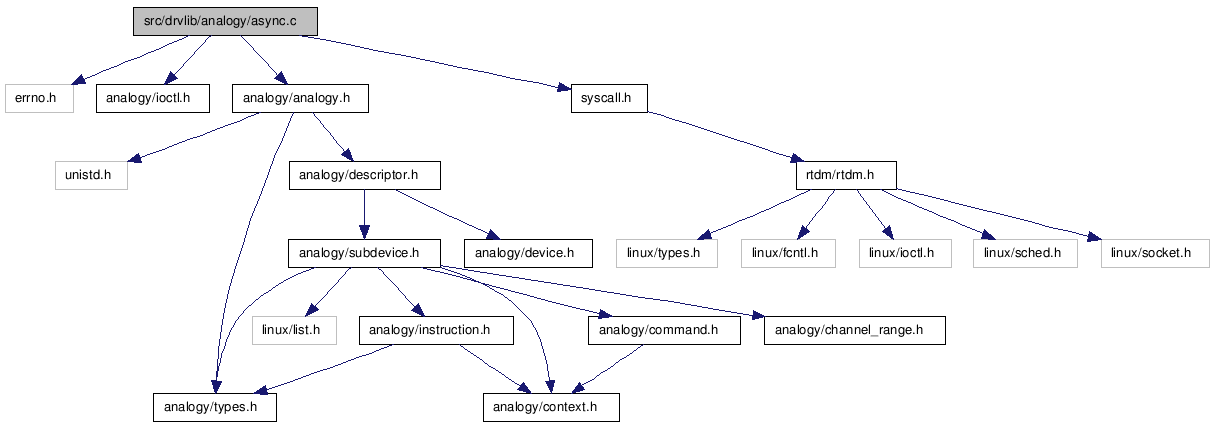 src/drvlib/analogy/async.c
errno.h
analogy/ioctl.h
analogy/analogy.h
syscall.h
unistd.h
analogy/descriptor.h
rtdm/rtdm.h
analogy/subdevice.h
analogy/device.h
linux/types.h
linux/fcntl.h
linux/ioctl.h
linux/sched.h
linux/socket.h
linux/list.h
analogy/instruction.h
analogy/command.h
analogy/channel_range.h
analogy/types.h
analogy/context.h